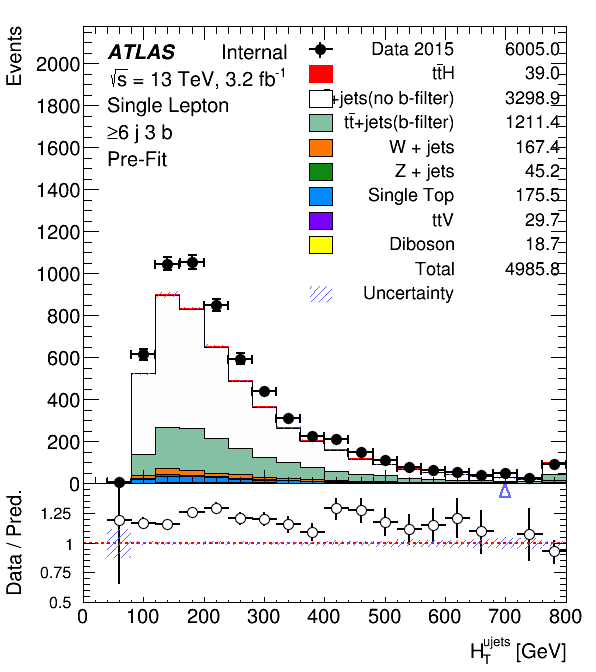 Events
ATLAS Internal
√s = 13 TeV, 3.2 fb⁻¹
Single Lepton
≥6 j 3 b
Pre-Fit
Data 2015 6005.0
tt̄H 39.0
+jets(no b-filter) 3298.9
tt̄+jets(b-filter) 1211.4
W + jets 167.4
Z + jets 45.2
Single Top 175.5
ttV 29.7
Diboson 18.7
Total 4985.8
Uncertainty
2000
1800
1600
1400
1200
1000
800
600
400
200
0
Data / Pred.
1.25
1
0.75
0.5
0 100 200 300 400 500 600 700 800
H_T^ujets [GeV]